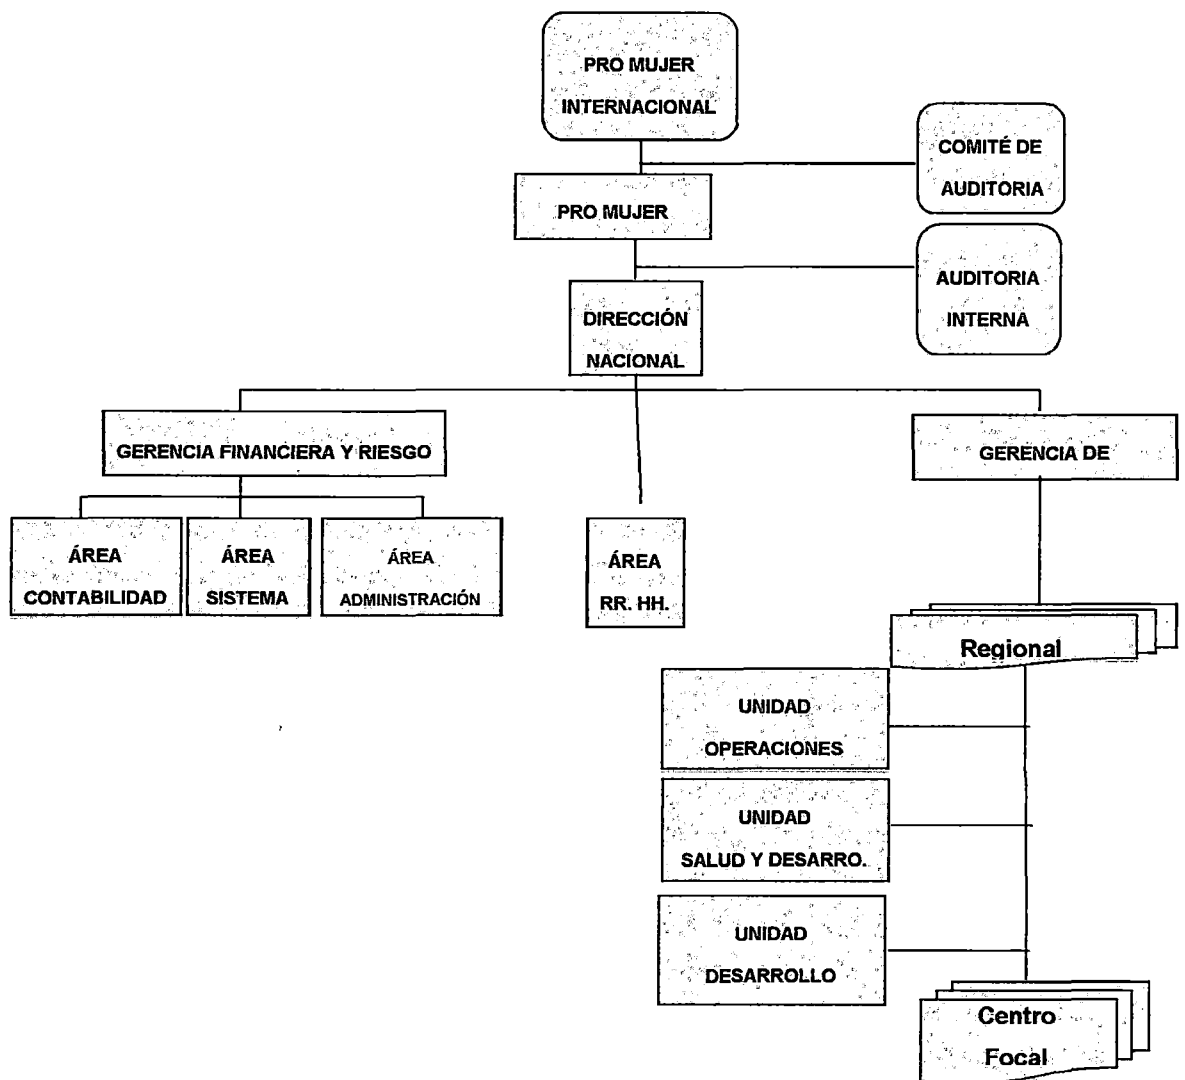 PRO MUJER
INTERNACIONAL
COMITÉ DE
AUDITORIA
PRO MUJER
AUDITORIA
INTERNA
DIRECCIÓN
NACIONAL
GERENCIA FINANCIERA Y RIESGO
GERENCIA DE
ÁREA
CONTABILIDAD
ÁREA
SISTEMA
ÁREA
ADMINISTRACIÓN
ÁREA
RR. HH.
Regional
UNIDAD
OPERACIONES
UNIDAD
SALUD Y DESARRO.
UNIDAD
DESARROLLO
Centro
Focal